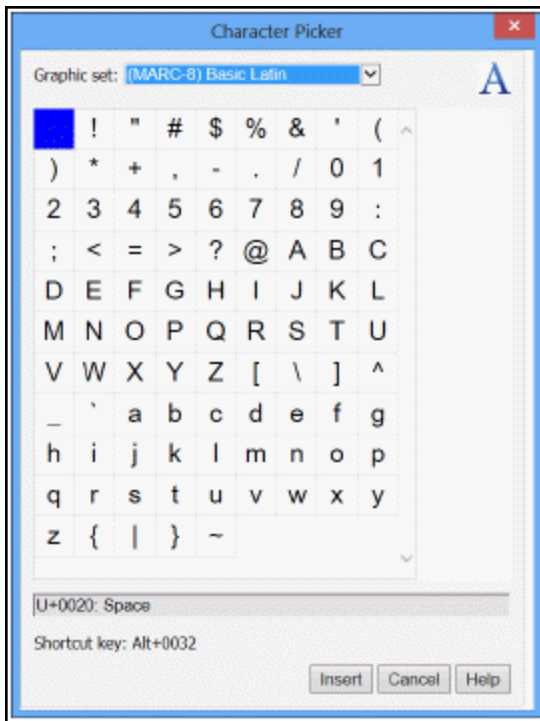 Character Picker
Graphic set: (MARC-8) Basic Latin
A
! " # $ % & ' (
) * + , - . / 0 1
2 3 4 5 6 7 8 9 :
; < = > ? @ A B C
D E F G H I J K L
M N O P Q R S T U
V W X Y Z [ \ ] ^
_ ` a b c d e f g
h i j k l m n o p
q r s t u v w x y
z { | } ~
U+0020: Space
Shortcut key: Alt+0032
Insert Cancel Help